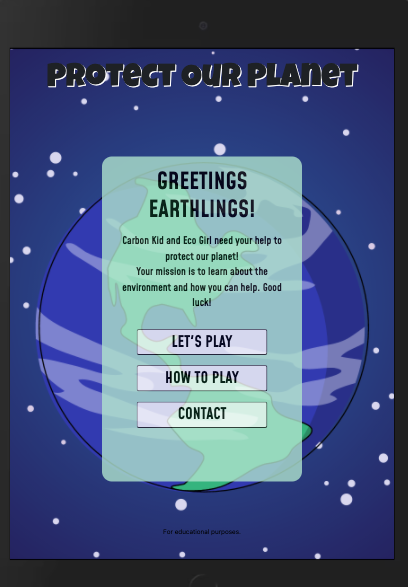 PROTECT OUR PLANET
GREETINGS
EARTHLINGS!
Carbon Kid and Eco Girl need your help to
protect our planet!
Your mission is to learn about the
environment and how you can help. Good
luck!
LET'S PLAY
HOW TO PLAY
CONTACT
For educational purposes.